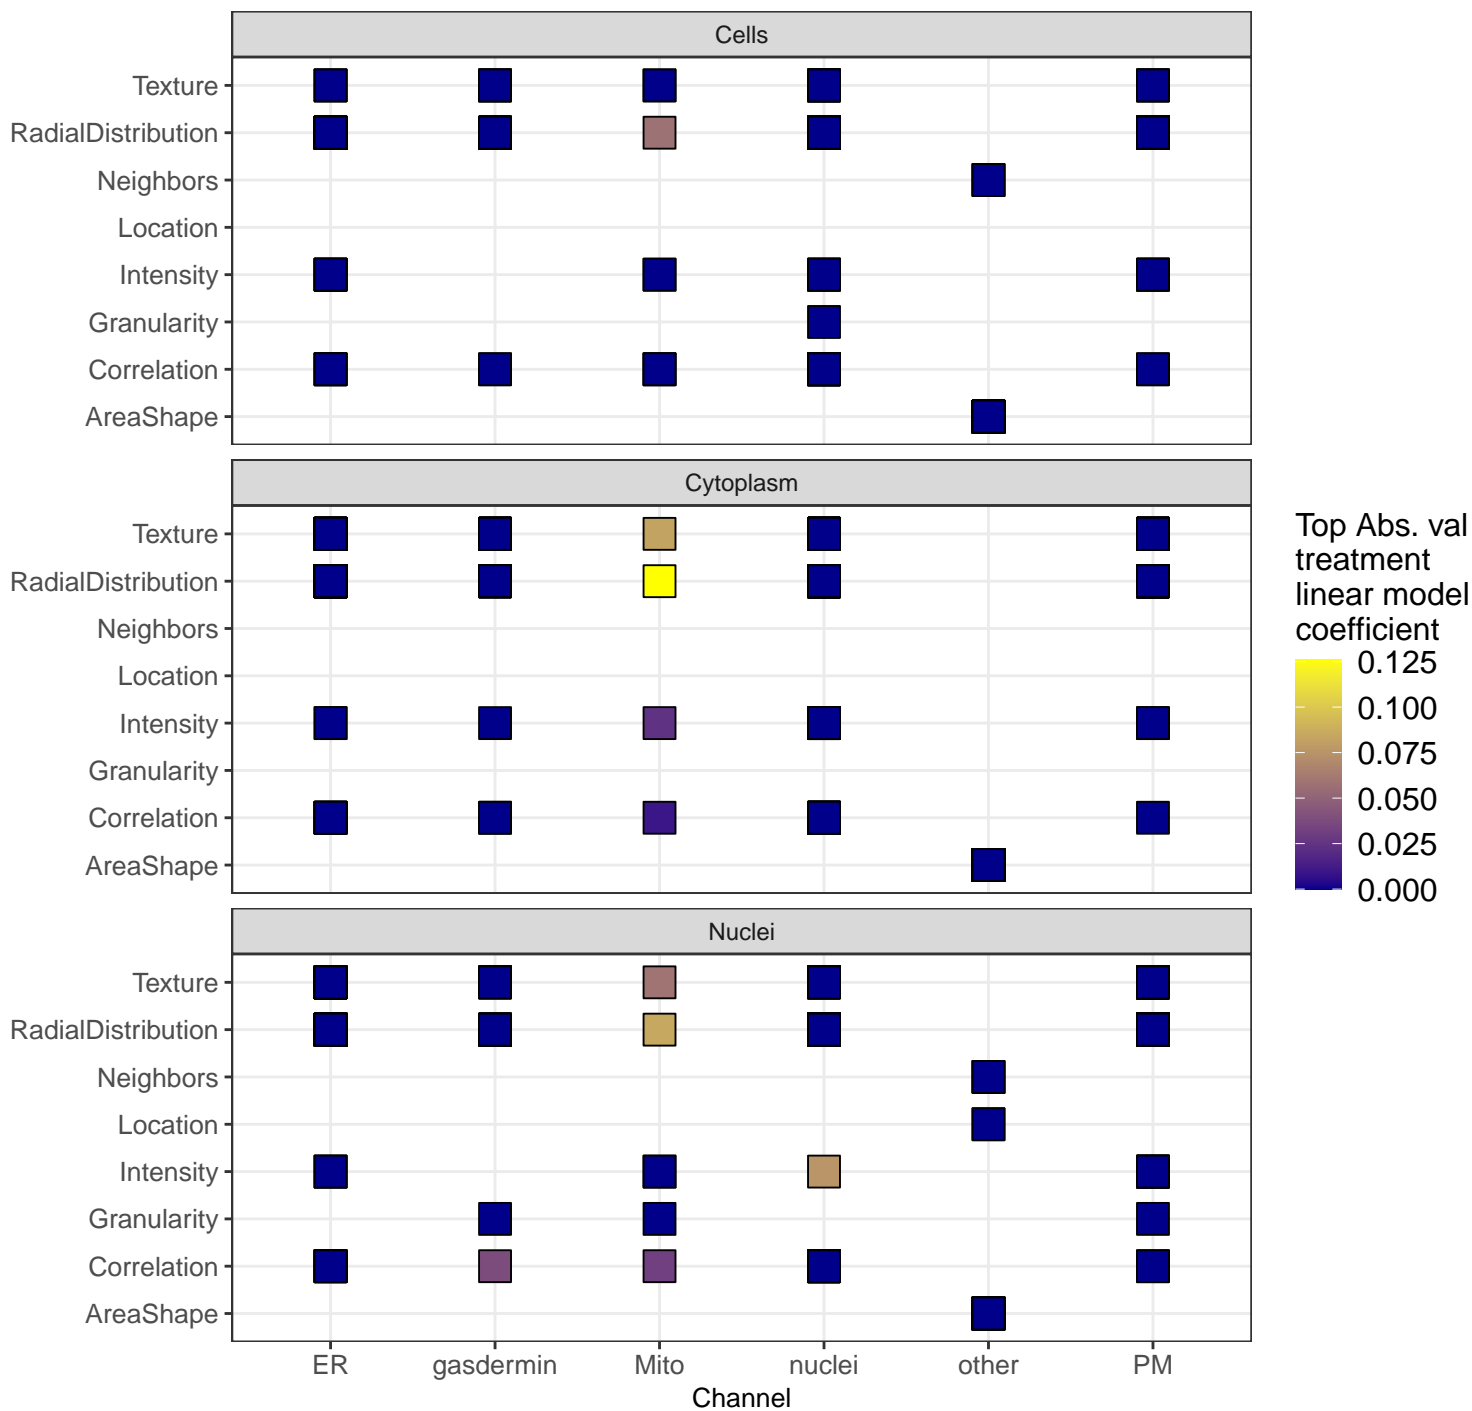 Cells
Texture
RadialDistribution
Neighbors
Location
Intensity
Granularity
Correlation
AreaShape
Cytoplasm
Texture
RadialDistribution
Neighbors
Location
Intensity
Granularity
Correlation
AreaShape
Nuclei
Texture
RadialDistribution
Neighbors
Location
Intensity
Granularity
Correlation
AreaShape
ER gasdermin Mito nuclei other PM
Channel
Top Abs. val
treatment
linear model
coefficient
0.125
0.100
0.075
0.050
0.025
0.000